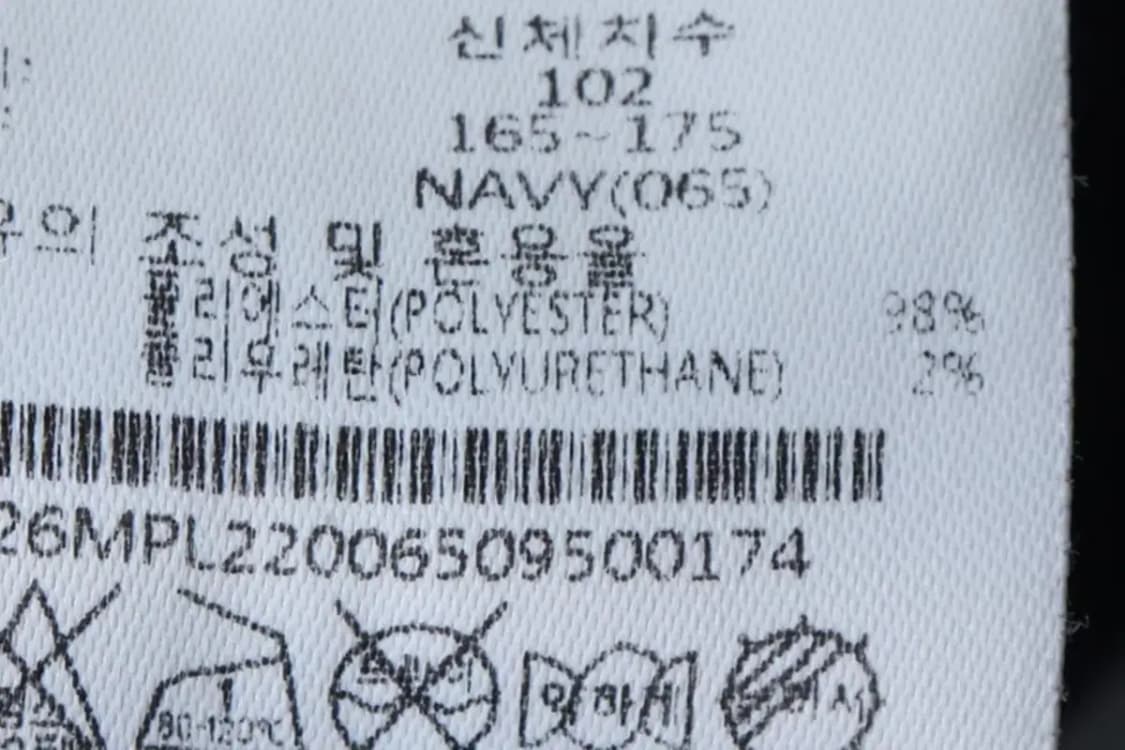 신체치수
102
165~175
NAVY(065)
조성 및 혼용율
폴리에스터(POLYESTER) 98%
폴리우레탄(POLYURETHANE) 2%
26MPL22006509500174
80-120℃
약하게